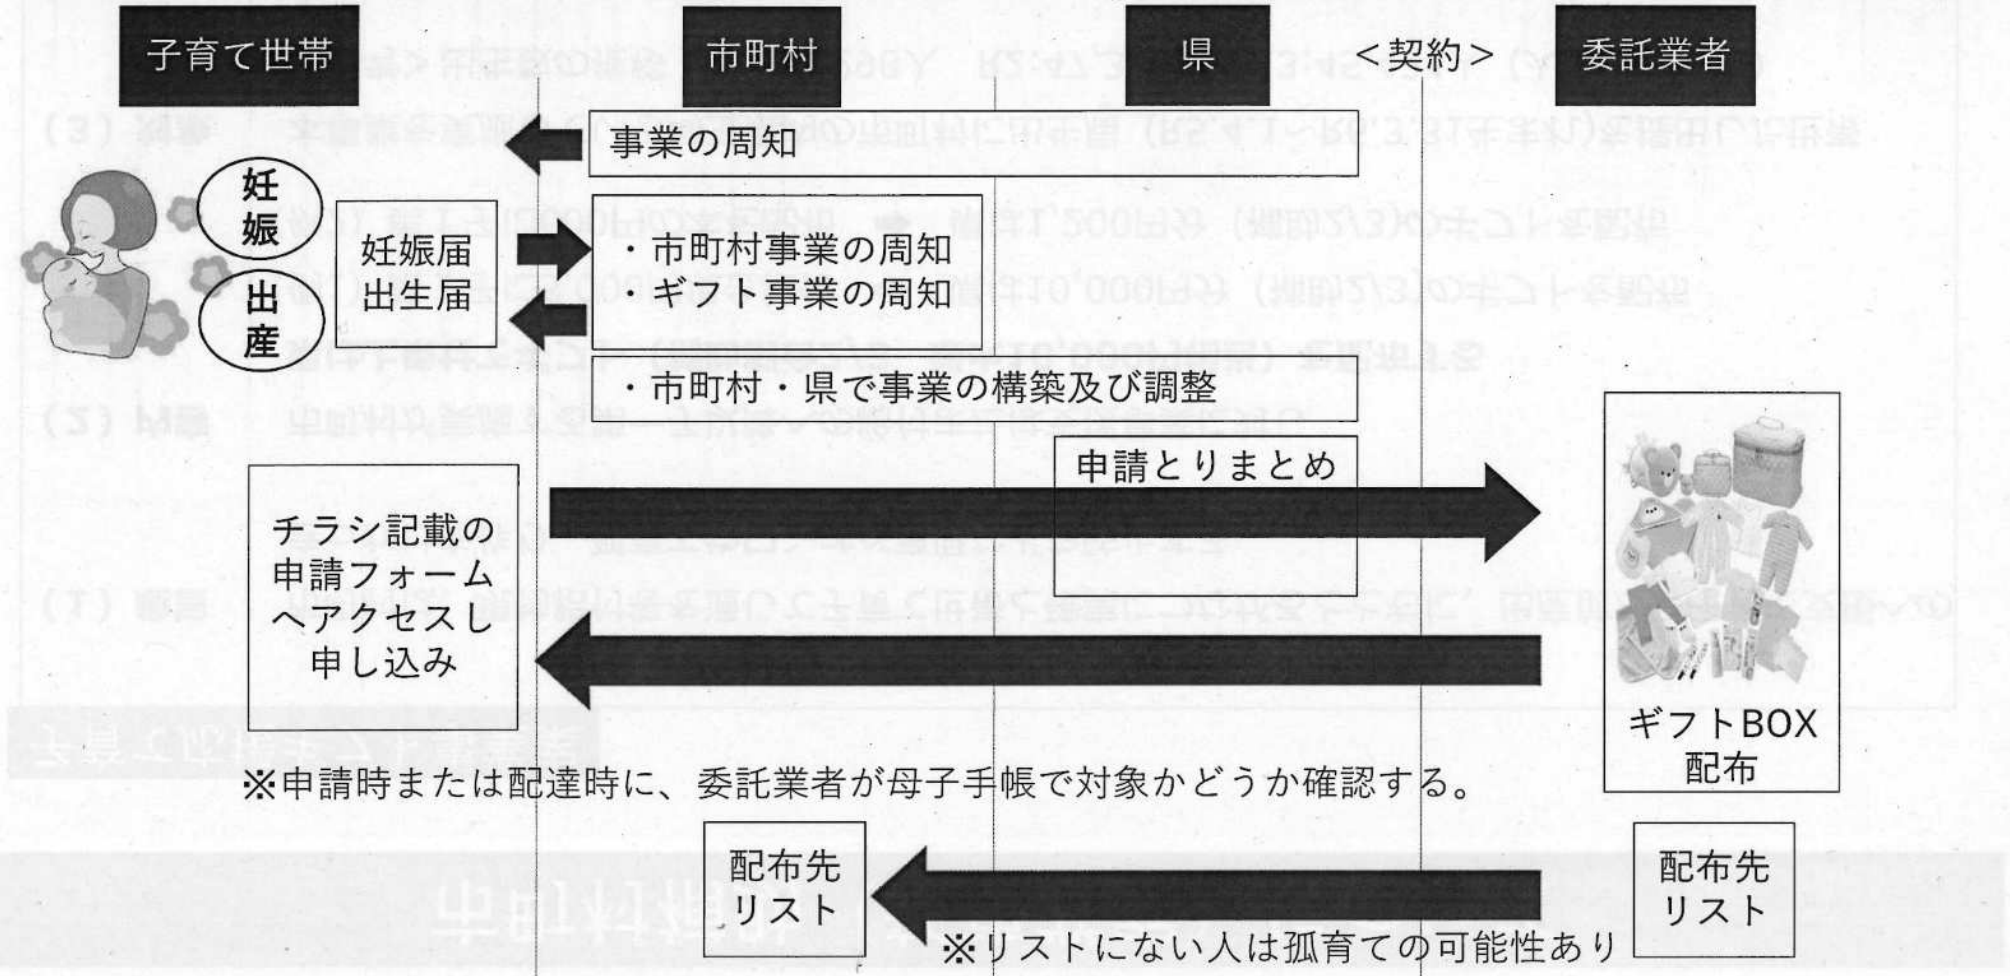 子育て世帯
市町村
県
＜契約＞
委託業者
事業の周知
妊娠
出産
妊娠届
出生届
・市町村事業の周知
・ギフト事業の周知
・市町村・県で事業の構築及び調整
申請とりまとめ
チラシ記載の
申請フォーム
へアクセスし
申し込み
ギフトBOX
配布
※申請時または配達時に、委託業者が母子手帳で対象かどうか確認する。
配布先
リスト
配布先
リスト
※リストにない人は孤育ての可能性あり